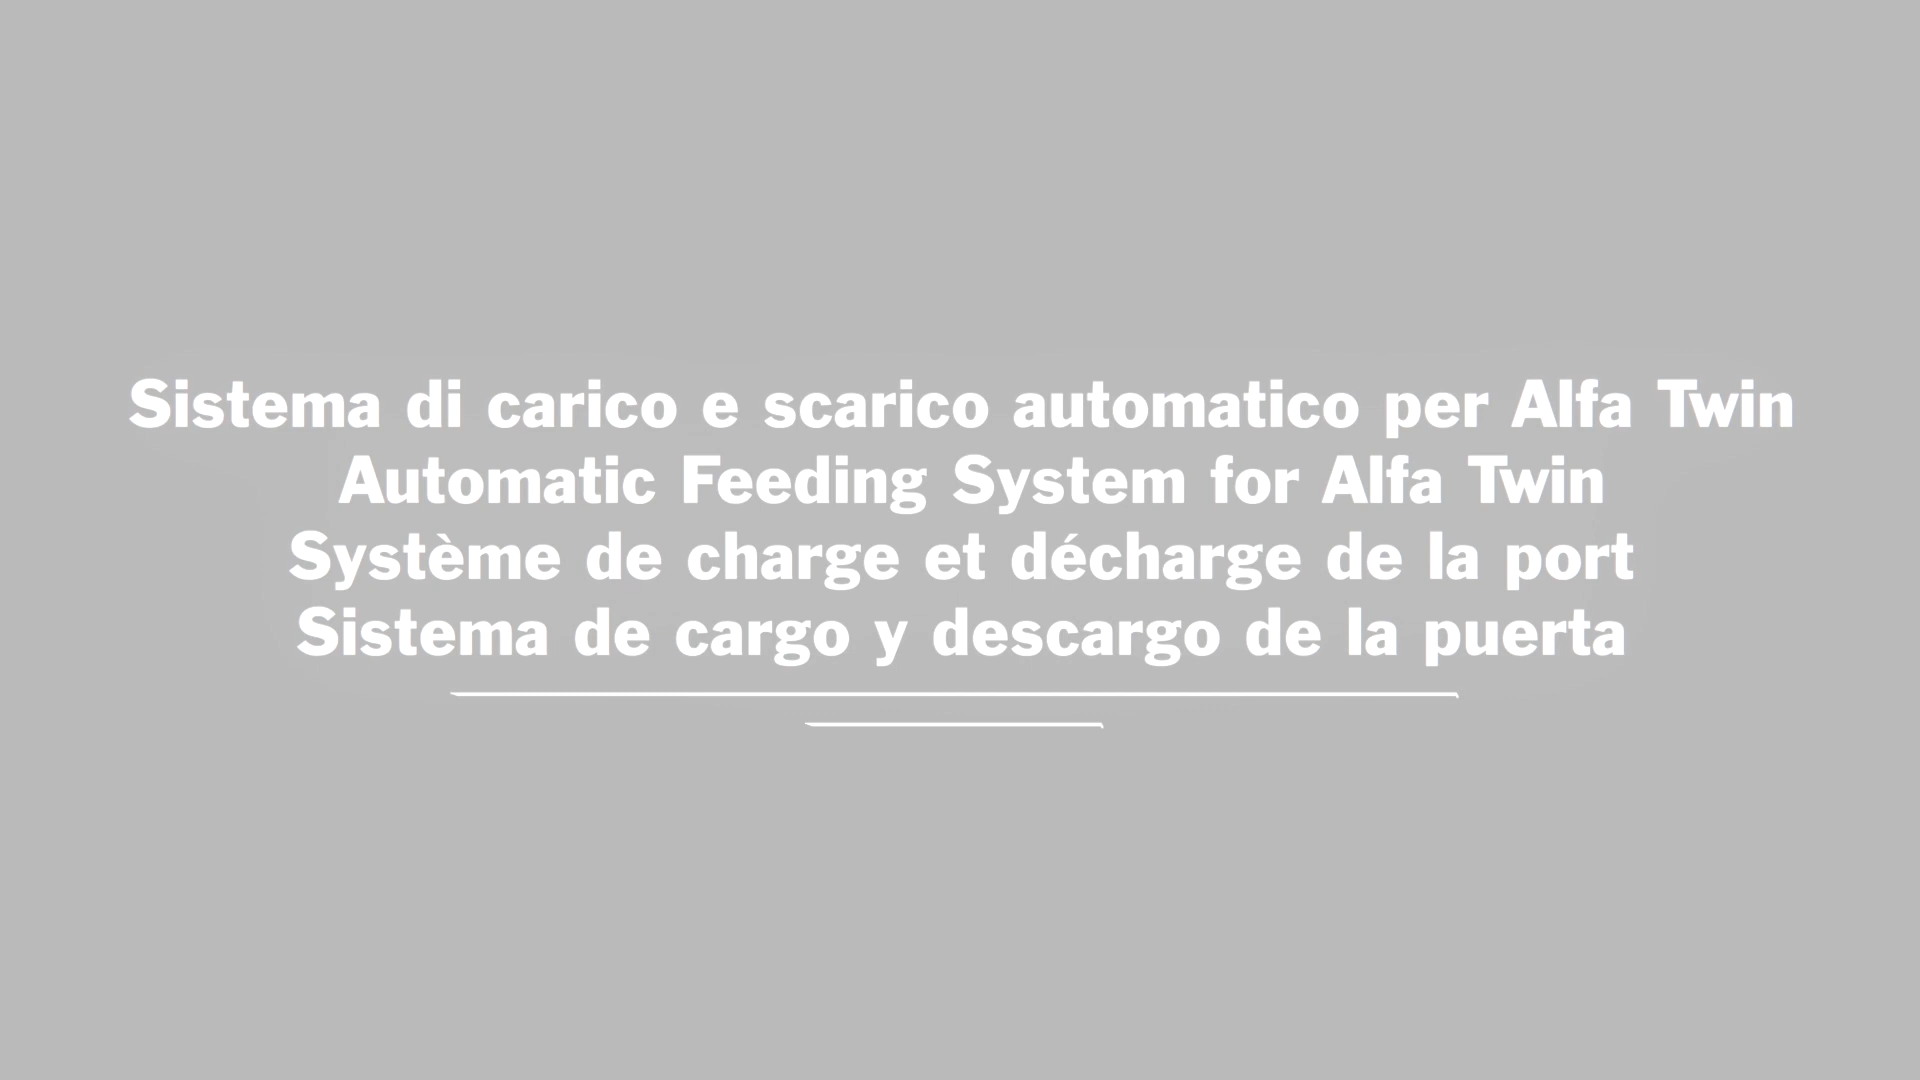 Sistema di carico e scarico automatico per Alfa Twin
Automatic Feeding System for Alfa Twin
Système de charge et décharge de la port
Sistema de cargo y descargo de la puerta